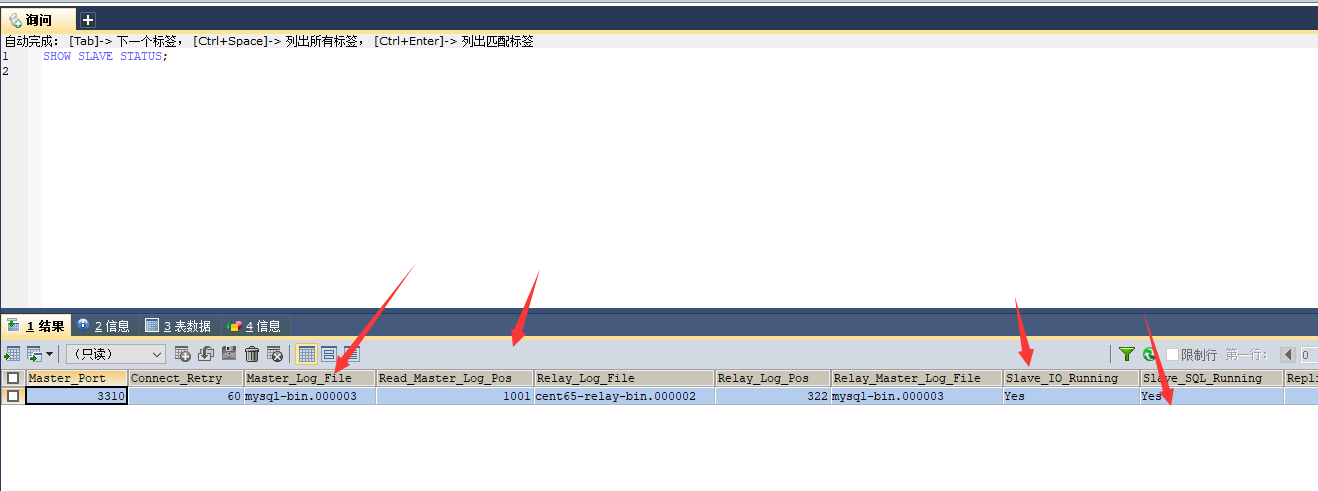 询问
自动完成: [Tab]-> 下一个标签, [Ctrl+Space]-> 列出所有标签, [Ctrl+Enter]-> 列出匹配标签
1 SHOW SLAVE STATUS;
2
1 结果 2 信息 3 表数据 4 信息
(只读) 限制行 第一行: 0
Master_Port Connect_Retry Master_Log_File Read_Master_Log_Pos Relay_Log_File Relay_Log_Pos Relay_Master_Log_File Slave_IO_Running Slave_SQL_Running Repli
3310 60 mysql-bin.000003 1001 cent65-relay-bin.000002 322 mysql-bin.000003 Yes Yes